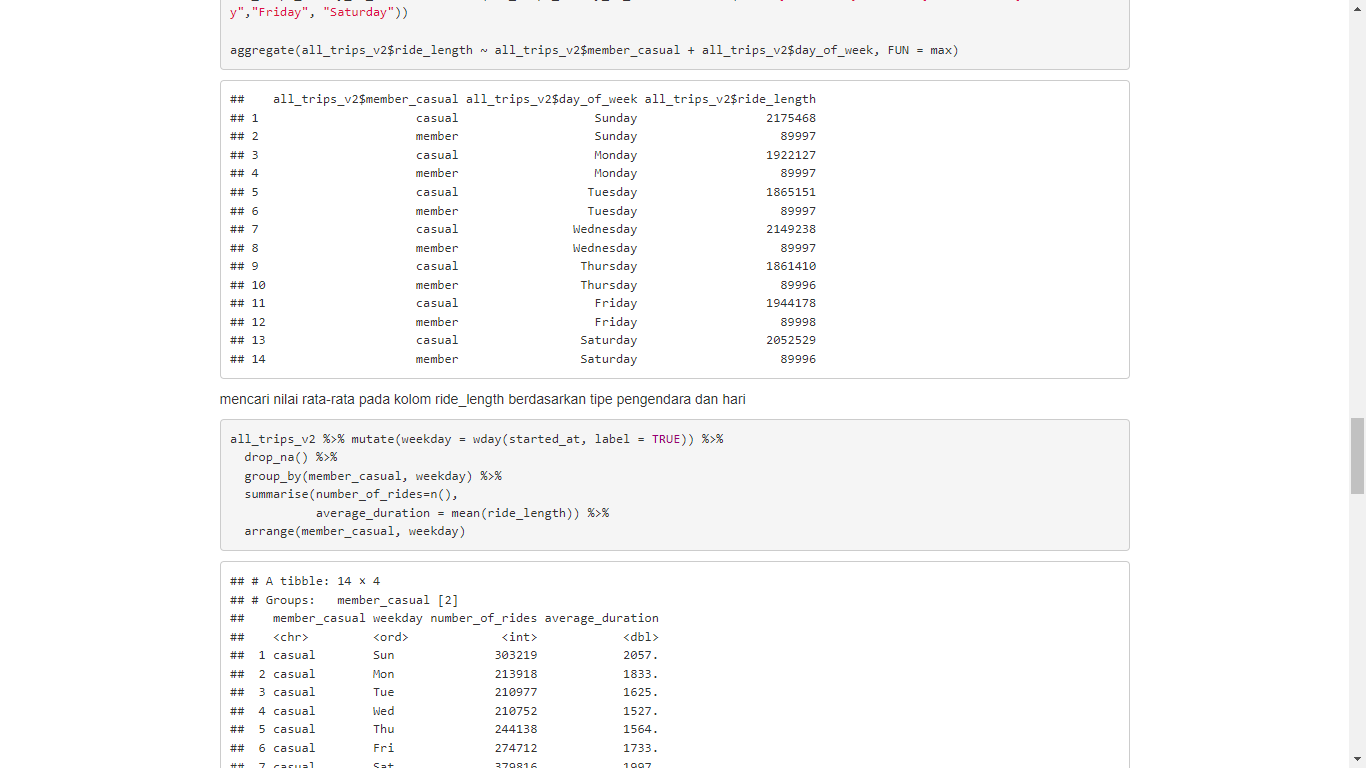 y","Friday", "Saturday"))
aggregate(all_trips_v2$ride_length ~ all_trips_v2$member_casual + all_trips_v2$day_of_week, FUN = max)
##    all_trips_v2$member_casual all_trips_v2$day_of_week all_trips_v2$ride_length
## 1                      casual                   Sunday                  2175468
## 2                      member                   Sunday                    89997
## 3                      casual                   Monday                  1922127
## 4                      member                   Monday                    89997
## 5                      casual                  Tuesday                  1865151
## 6                      member                  Tuesday                    89997
## 7                      casual                Wednesday                  2149238
## 8                      member                Wednesday                    89997
## 9                      casual                 Thursday                  1861410
## 10                     member                 Thursday                    89996
## 11                     casual                   Friday                  1944178
## 12                     member                   Friday                    89998
## 13                     casual                 Saturday                  2052529
## 14                     member                 Saturday                    89996
mencari nilai rata-rata pada kolom ride_length berdasarkan tipe pengendara dan hari
all_trips_v2 %>% mutate(weekday = wday(started_at, label = TRUE)) %>%
  drop_na() %>%
  group_by(member_casual, weekday) %>%
  summarise(number_of_rides=n(),
            average_duration = mean(ride_length)) %>%
  arrange(member_casual, weekday)
## # A tibble: 14 × 4
## # Groups:   member_casual [2]
##    member_casual weekday number_of_rides average_duration
##    <chr>         <ord>             <int>            <dbl>
##  1 casual        Sun              303219            2057.
##  2 casual        Mon              213918            1833.
##  3 casual        Tue              210977            1625.
##  4 casual        Wed              210752            1527.
##  5 casual        Thu              244138            1564.
##  6 casual        Fri              274712            1733.
##  7 casual        Sat              379816            1997.